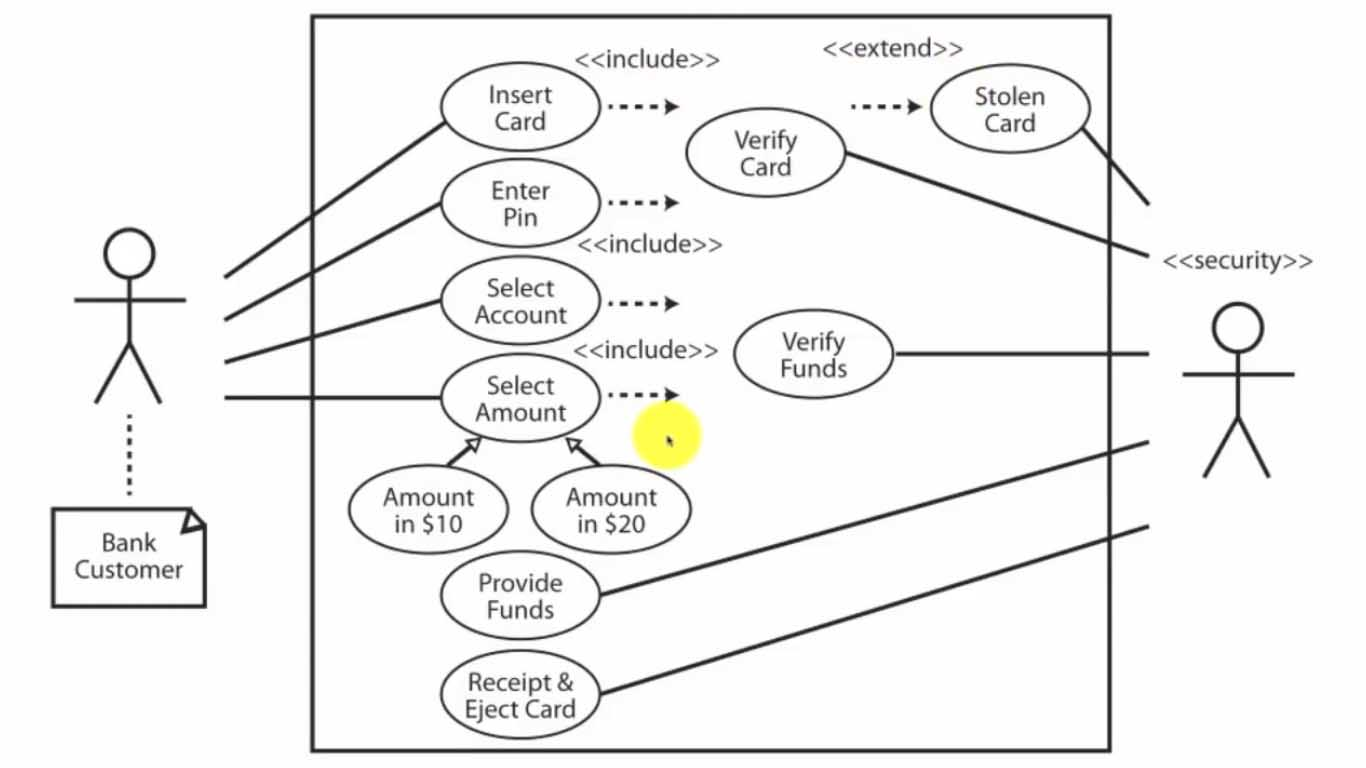 <<include>>
<<extend>>
Insert
Card
Stolen
Card
Verify
Card
Enter
Pin
<<include>>
<<security>>
Select
Account
<<include>>
Verify
Funds
Select
Amount
Amount
in $10
Amount
in $20
Bank
Customer
Provide
Funds
Receipt &
Eject Card